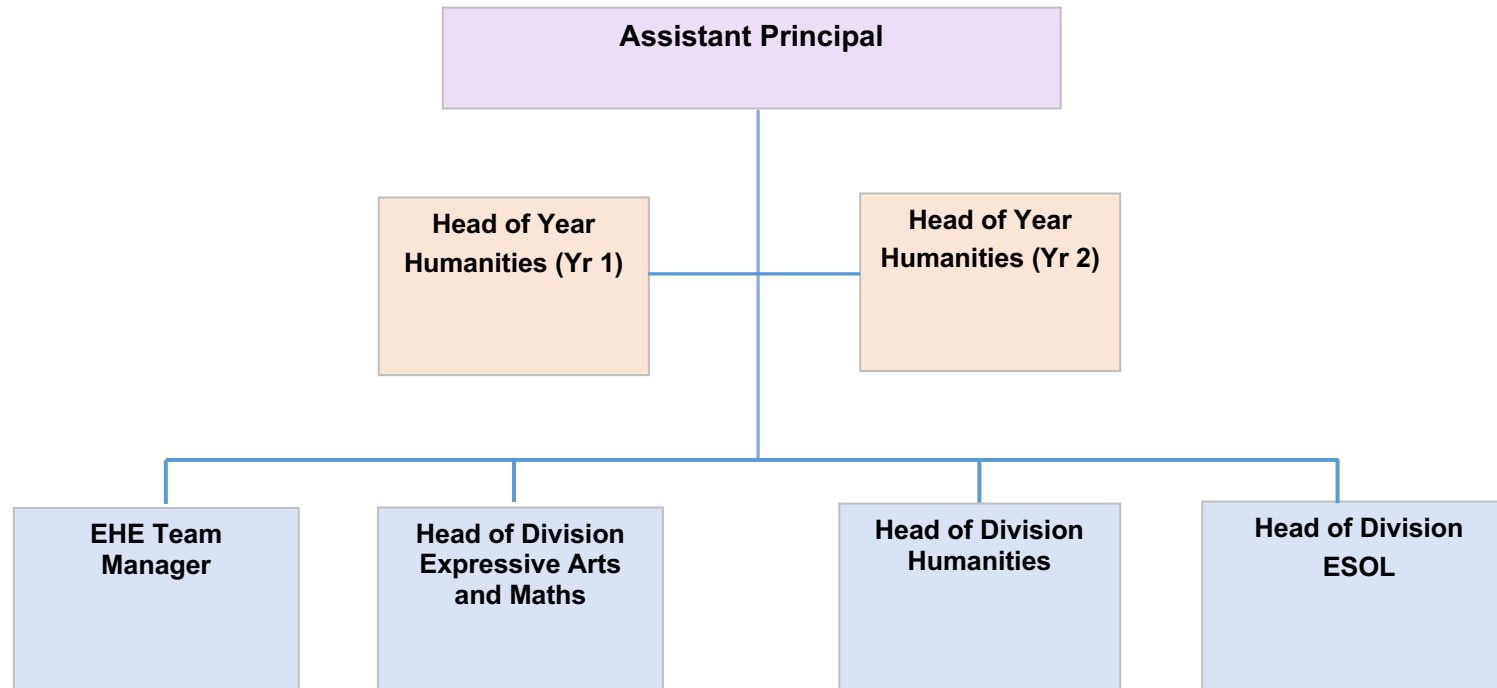 Assistant Principal
Head of Year
Humanities (Yr 1)
Head of Year
Humanities (Yr 2)
EHE Team
Manager
Head of Division
Expressive Arts
and Maths
Head of Division
Humanities
Head of Division
ESOL